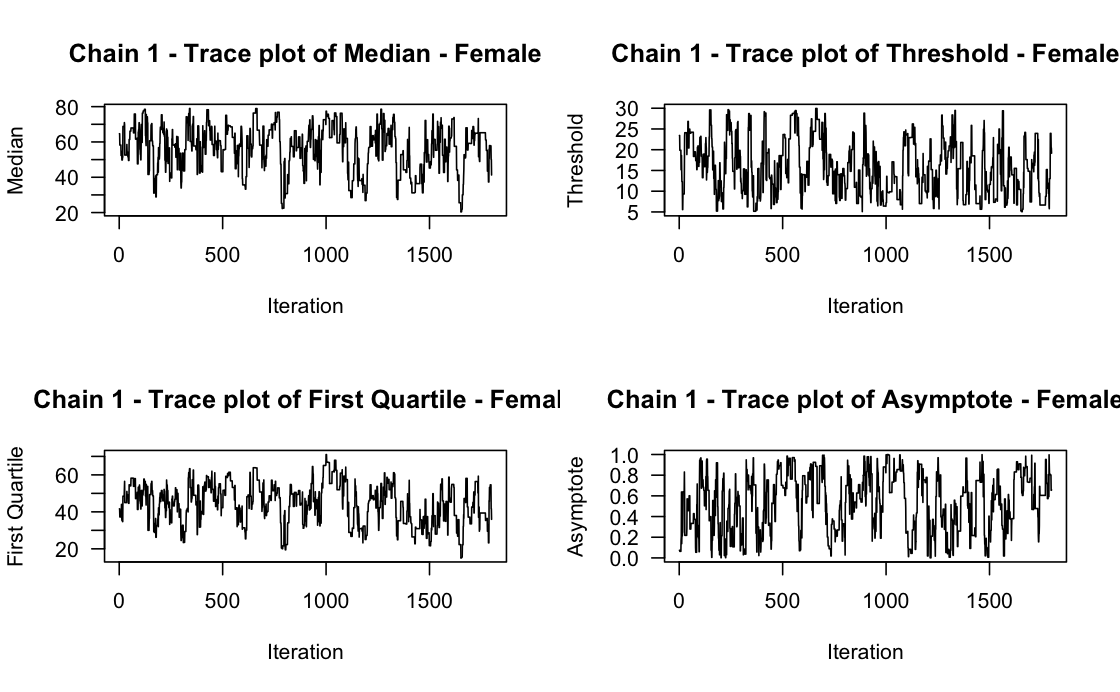 Chain 1 - Trace plot of Median - Female
Median
80
60
40
20
0 500 1000 1500
Iteration
Chain 1 - Trace plot of Threshold - Female
Threshold
30
25
20
15
10
5
0 500 1000 1500
Iteration
Chain 1 - Trace plot of First Quartile - Femal
First Quartile
60
40
20
0 500 1000 1500
Iteration
Chain 1 - Trace plot of Asymptote - Female
Asymptote
1.0
0.8
0.6
0.4
0.2
0.0
0 500 1000 1500
Iteration